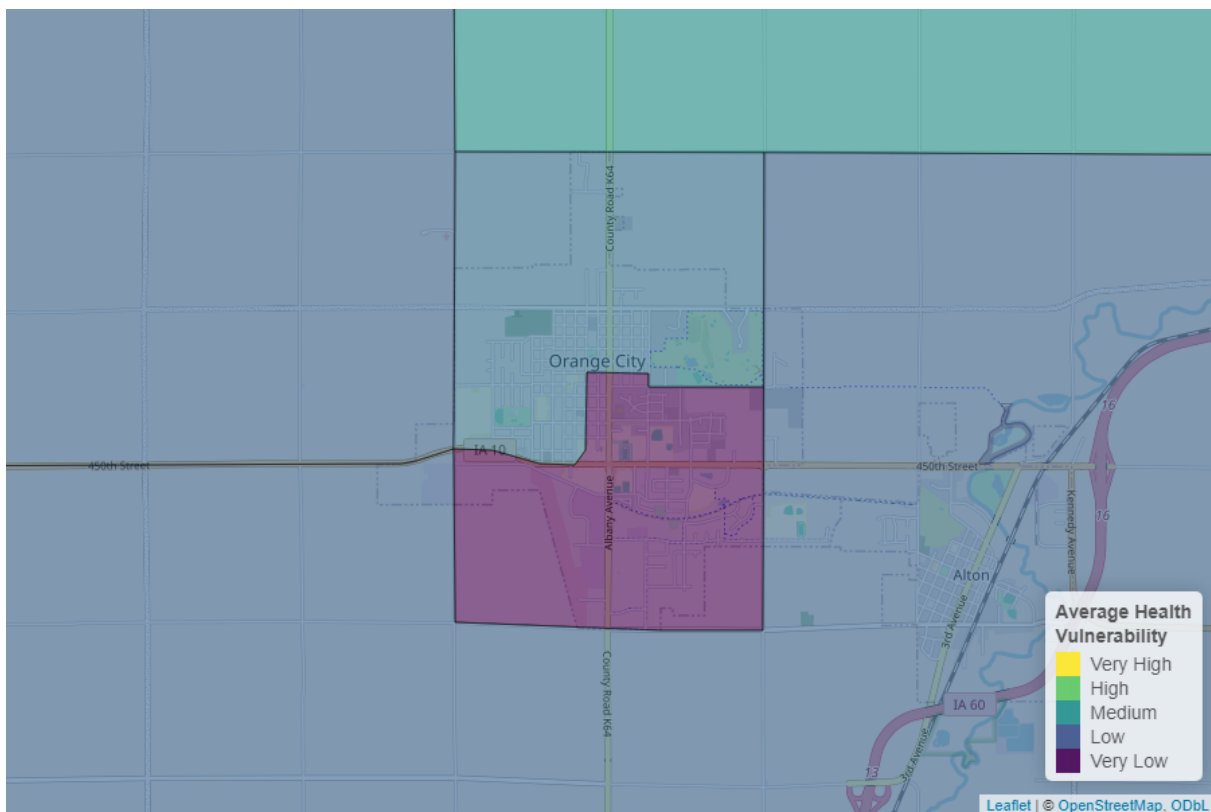 County Road K64
Orange City
IA 10
450th Street
450th Street
Albany Avenue
16
16
Kennedy Avenue
Alton
3rd Avenue
County Road K64
IA 60
3rd Avenue
13
Average Health
Vulnerability
Very High
High
Medium
Low
Very Low
Leaflet | © OpenStreetMap, ODbL